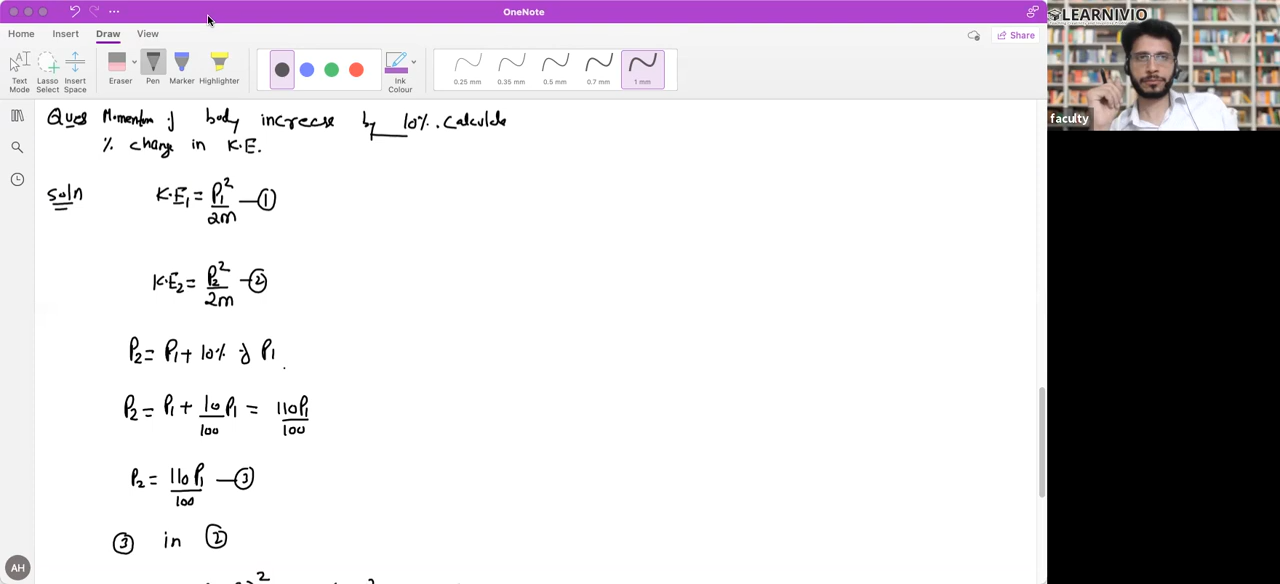 OneNote
Home Insert Draw View
Share
Text Mode
Lasso Select
Insert Space
Eraser
Pen
Marker
Highlighter
Ink Colour
0.25 mm
0.35 mm
0.5 mm
0.7 mm
1 mm
LEARNIVIO
faculty
Ques Momentum of body increase by 10%. Calculate
% change in K.E.
Soln K.E₁ = P₁²/2m —①
K.E₂ = P₂²/2m —②
P₂ = P₁ + 10% of P₁
P₂ = P₁ + 10/100 P₁ = 110P₁/100
P₂ = 110 P₁/100 —③
③ in ②
AH